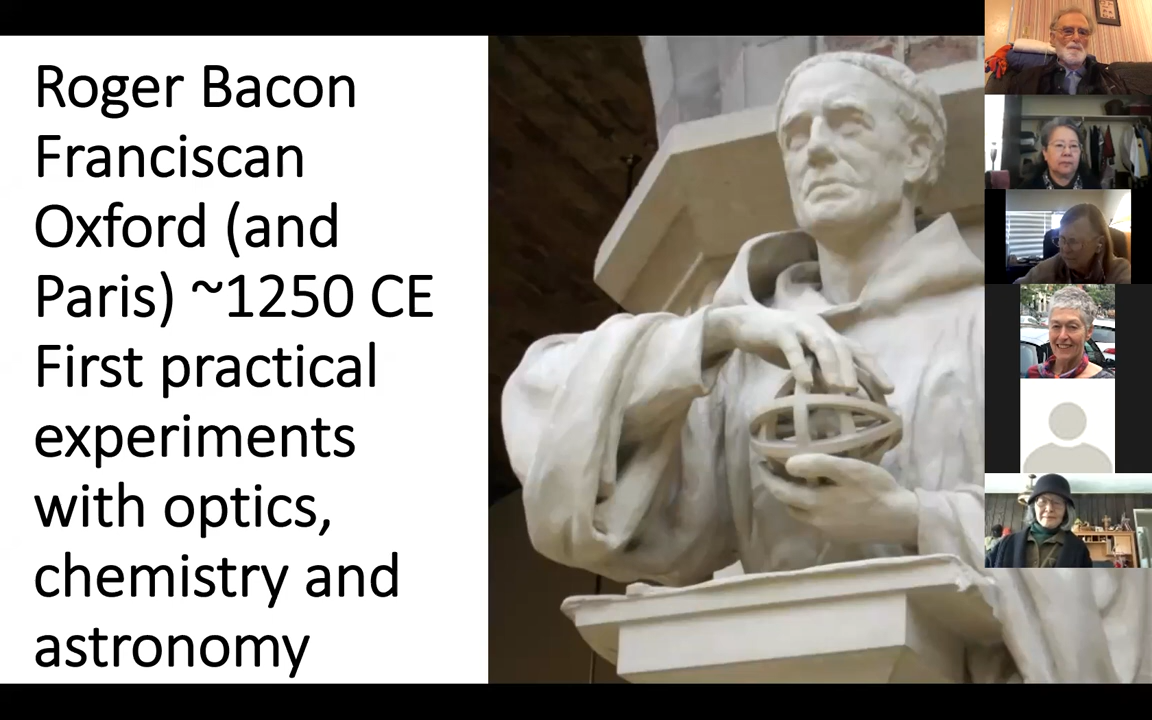 Roger Bacon
Franciscan
Oxford (and
Paris) ~1250 CE
First practical
experiments
with optics,
chemistry and
astronomy